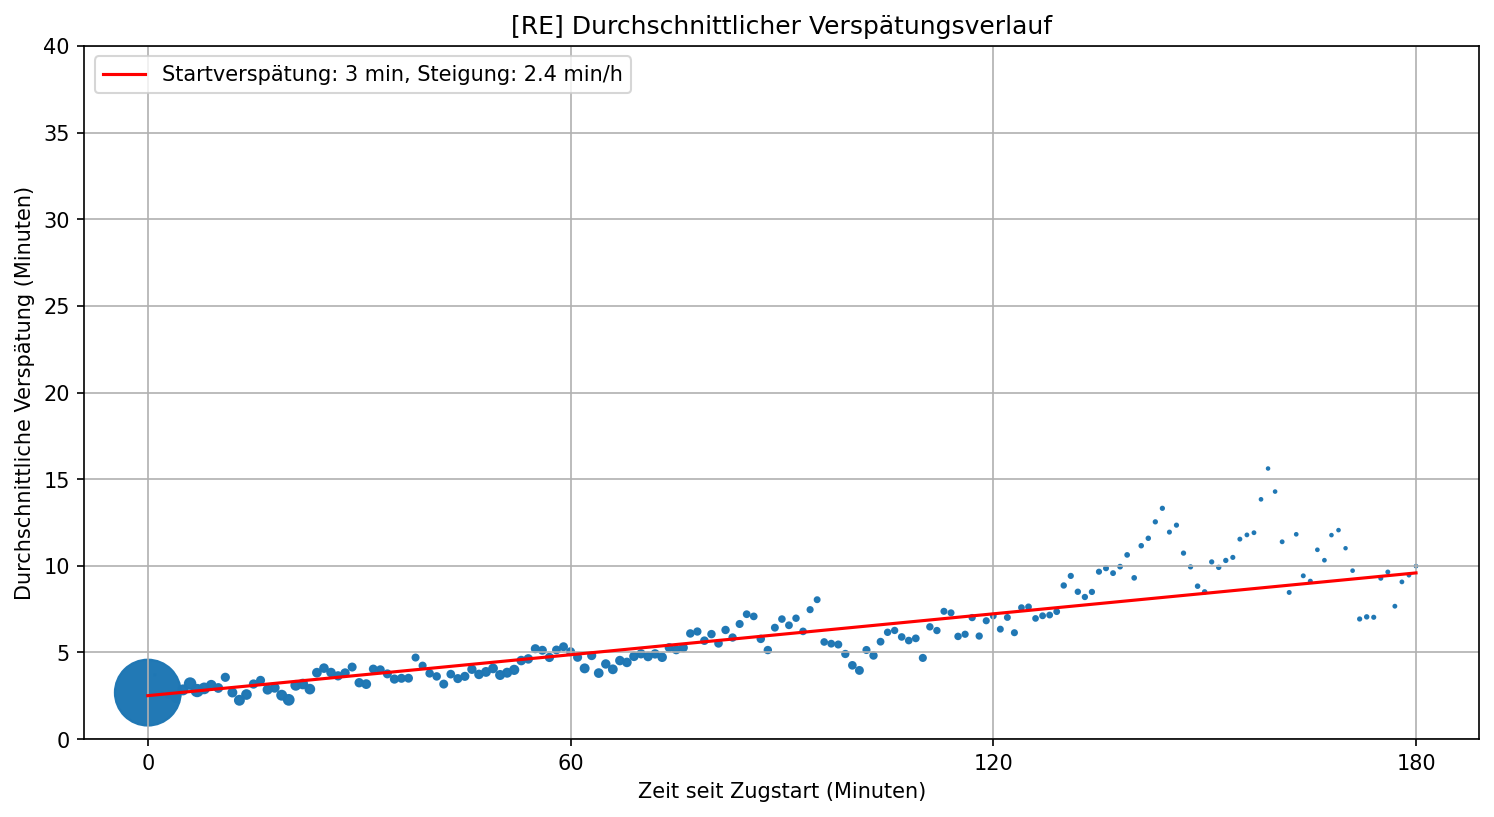 [RE] Durchschnittlicher Verspätungsverlauf
Startverspätung: 3 min, Steigung: 2.4 min/h
Durchschnittliche Verspätung (Minuten)
40
35
30
25
20
15
10
5
0
0 60 120 180
Zeit seit Zugstart (Minuten)